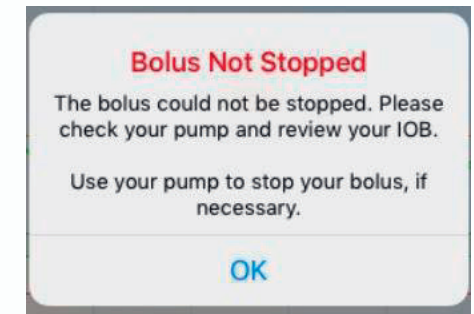 Bolus Not Stopped
The bolus could not be stopped. Please
check your pump and review your IOB.
Use your pump to stop your bolus, if
necessary.
OK